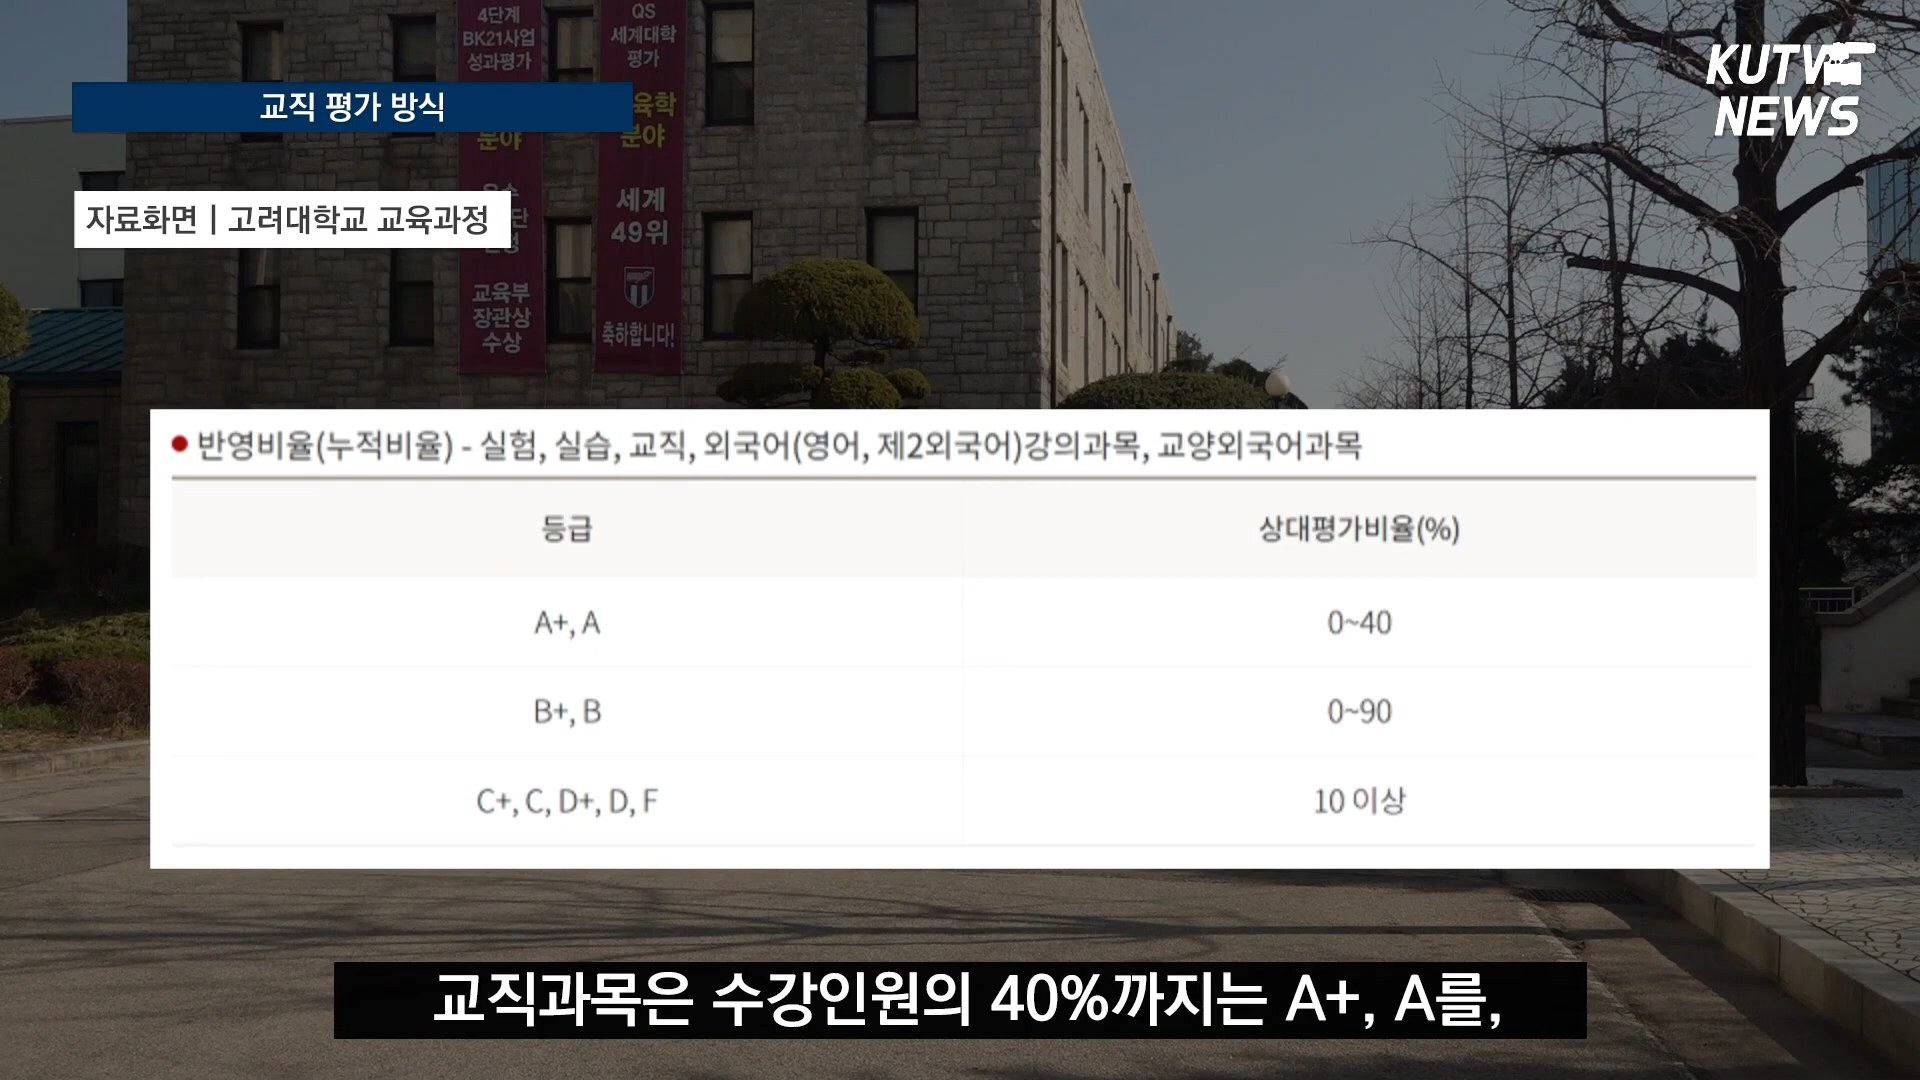 4단계
BK21사업
성과평가
QS
세계대학
평가
KUTV
NEWS
교직 평가 방식
육학
분야
분야
자료화면 | 고려대학교 교육과정
세계
49위
교육부
장관상
수상
축하합니다!
반영비율(누적비율) - 실험, 실습, 교직, 외국어(영어, 제2외국어)강의과목, 교양외국어과목
등급 상대평가비율(%)
A+, A 0~40
B+, B 0~90
C+, C, D+, D, F 10 이상
교직과목은 수강인원의 40%까지는 A+, A를,